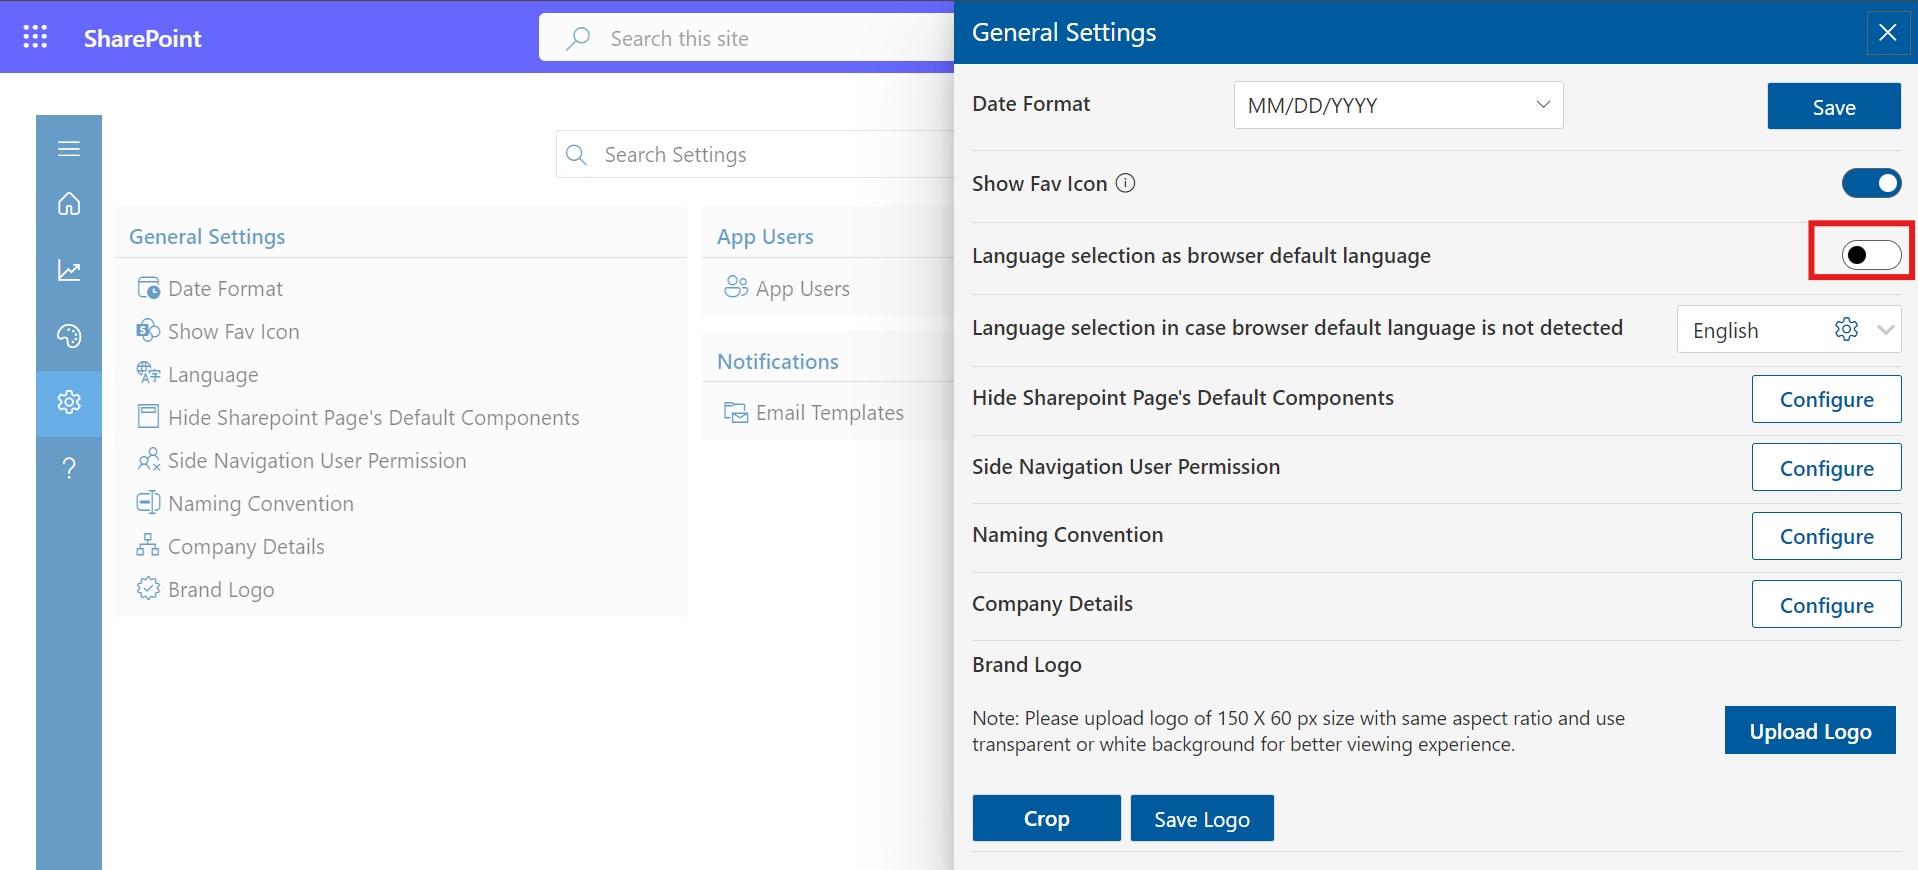 SharePoint
Search this site
Search Settings
General Settings
Date Format
Show Fav Icon
Language
Hide Sharepoint Page's Default Components
Side Navigation User Permission
Naming Convention
Company Details
Brand Logo
App Users
App Users
Notifications
Email Templates
General Settings
Date Format
MM/DD/YYYY
Save
Show Fav Icon
Language selection as browser default language
Language selection in case browser default language is not detected
English
Hide Sharepoint Page's Default Components
Configure
Side Navigation User Permission
Configure
Naming Convention
Configure
Company Details
Configure
Brand Logo
Note: Please upload logo of 150 X 60 px size with same aspect ratio and use
transparent or white background for better viewing experience.
Upload Logo
Crop
Save Logo